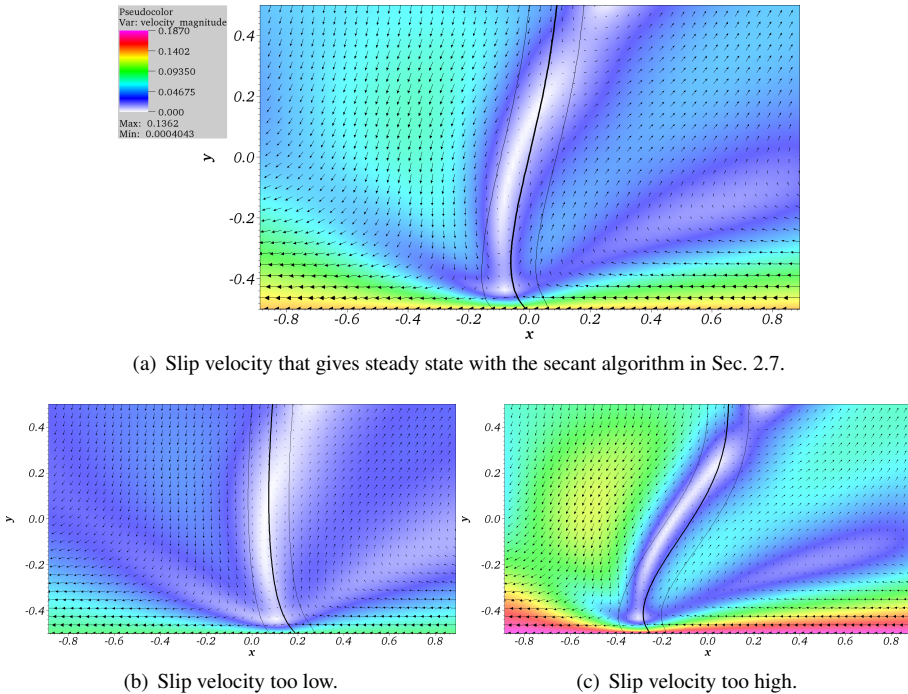 Pseudocolor
Var: velocity_magnitude
0.1870
0.1402
0.09350
0.04675
0.000
Max: 0.1362
Min: 0.0004043
y
0.4
0.2
0.0
-0.2
-0.4
-0.8 -0.6 -0.4 -0.2 0.0 0.2 0.4 0.6 0.8
x
(a) Slip velocity that gives steady state with the secant algorithm in Sec. 2.7.
y
0.4
0.2
0.0
-0.2
-0.4
-0.8 -0.6 -0.4 -0.2 0.0 0.2 0.4 0.6 0.8
x
(b) Slip velocity too low.
y
0.4
0.2
0.0
-0.2
-0.4
-0.8 -0.6 -0.4 -0.2 0.0 0.2 0.4 0.6 0.8
x
(c) Slip velocity too high.